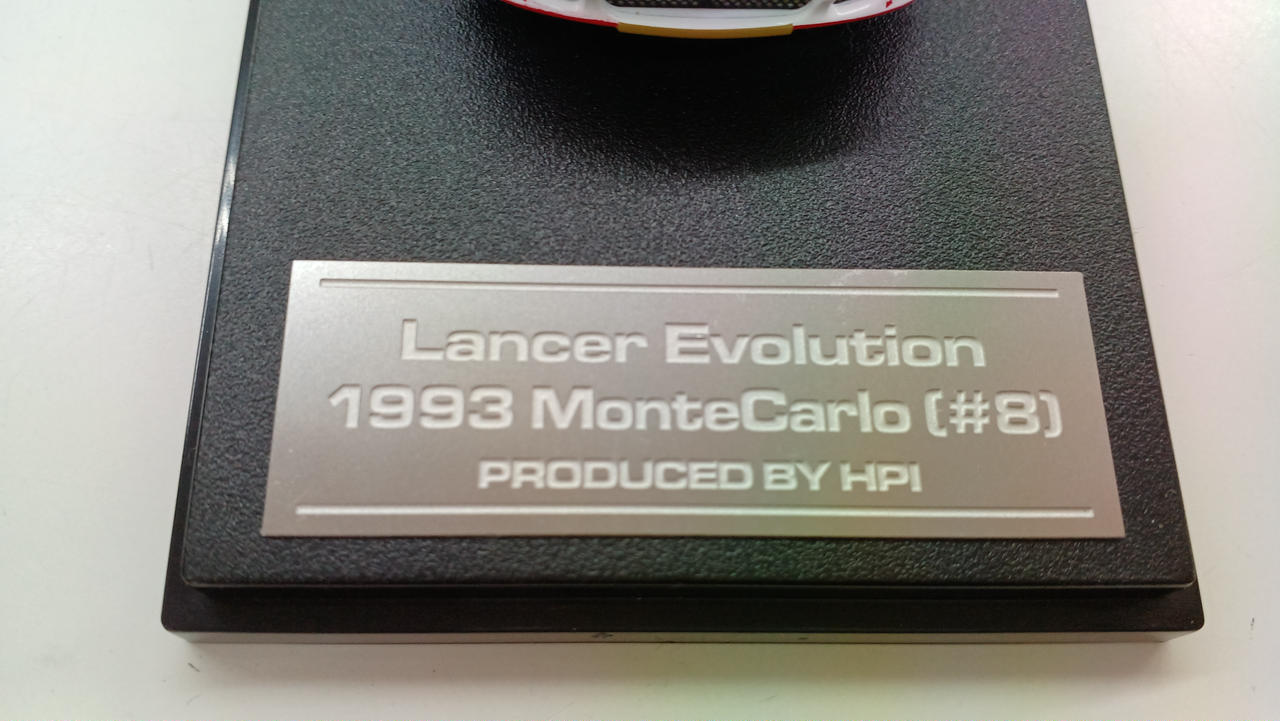 Lancer Evolution
1993 MonteCarlo (#8)
PRODUCED BY HPI